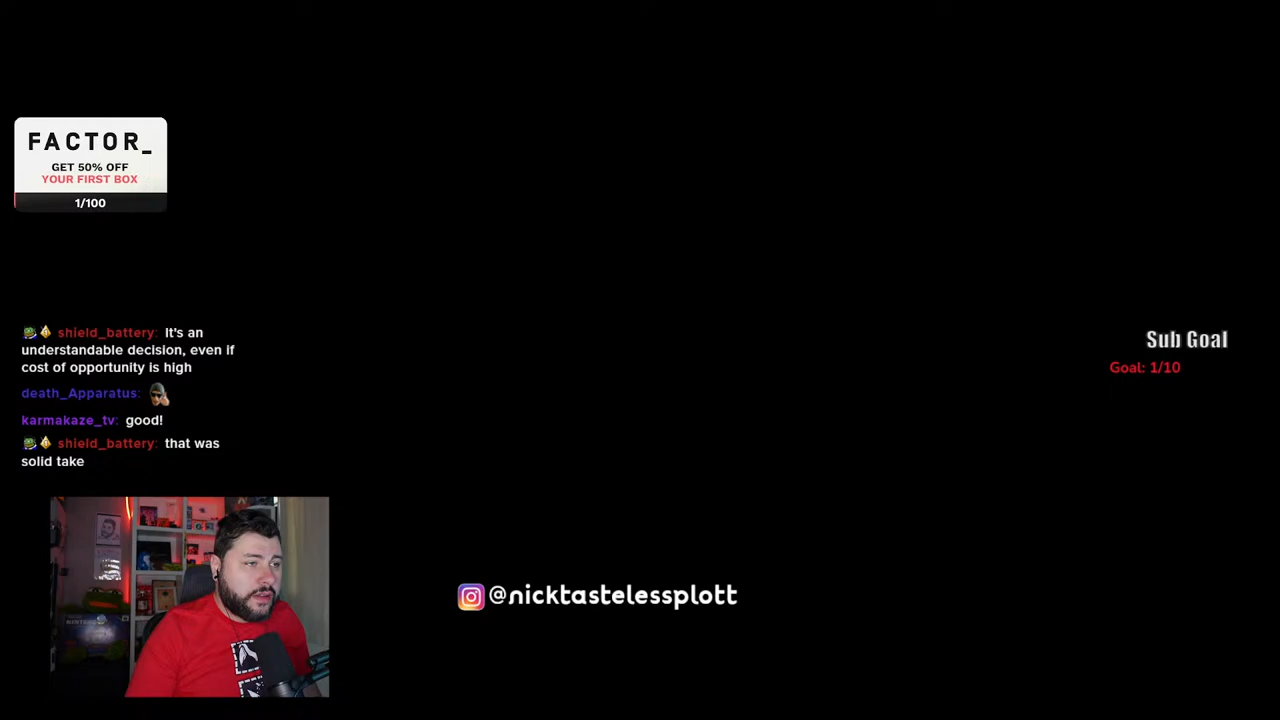 FACTOR_
GET 50% OFF
YOUR FIRST BOX
1/100
shield_battery: It's an
understandable decision, even if
cost of opportunity is high
death_Apparatus:
karmakaze_tv: good!
shield_battery: that was
solid take
Sub Goal
Goal: 1/10
@nicktastelessplott